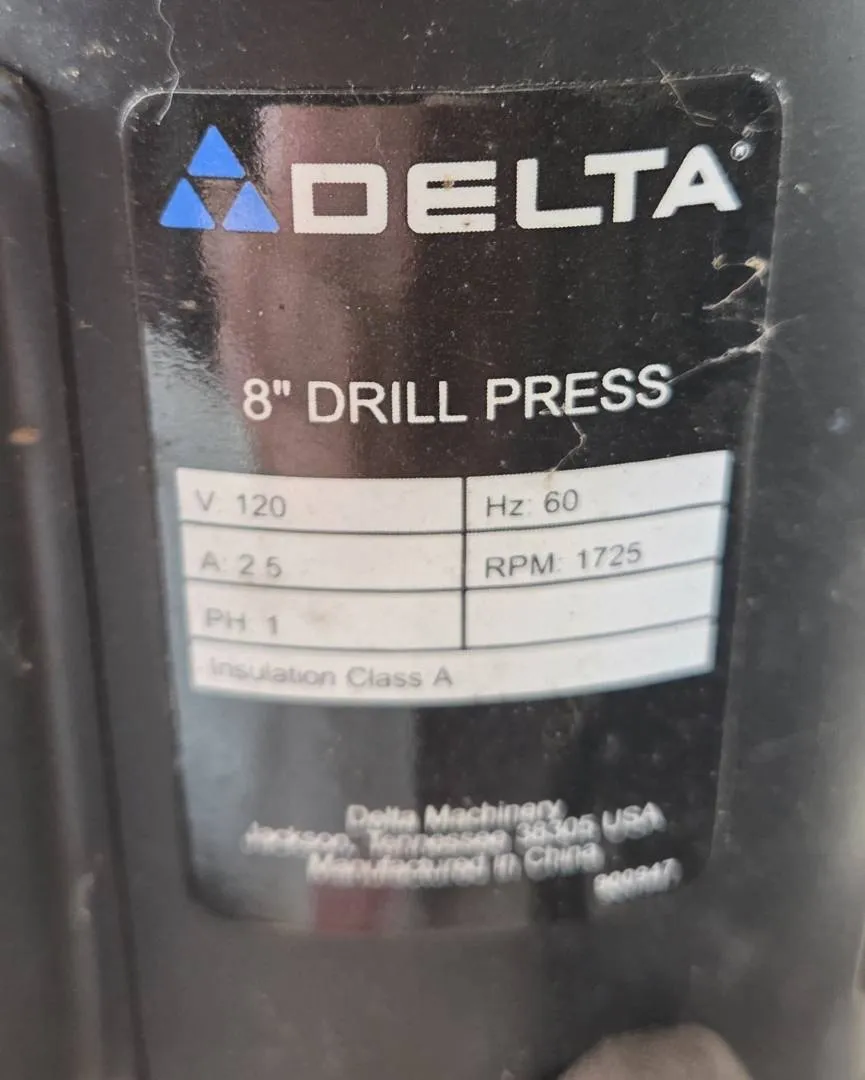 DELTA®
8" DRILL PRESS
V: 120
Hz: 60
A: 2.5
RPM: 1725
PH: 1
Insulation Class A
Delta Machinery
Jackson, Tennessee 38305 USA
Manufactured in China